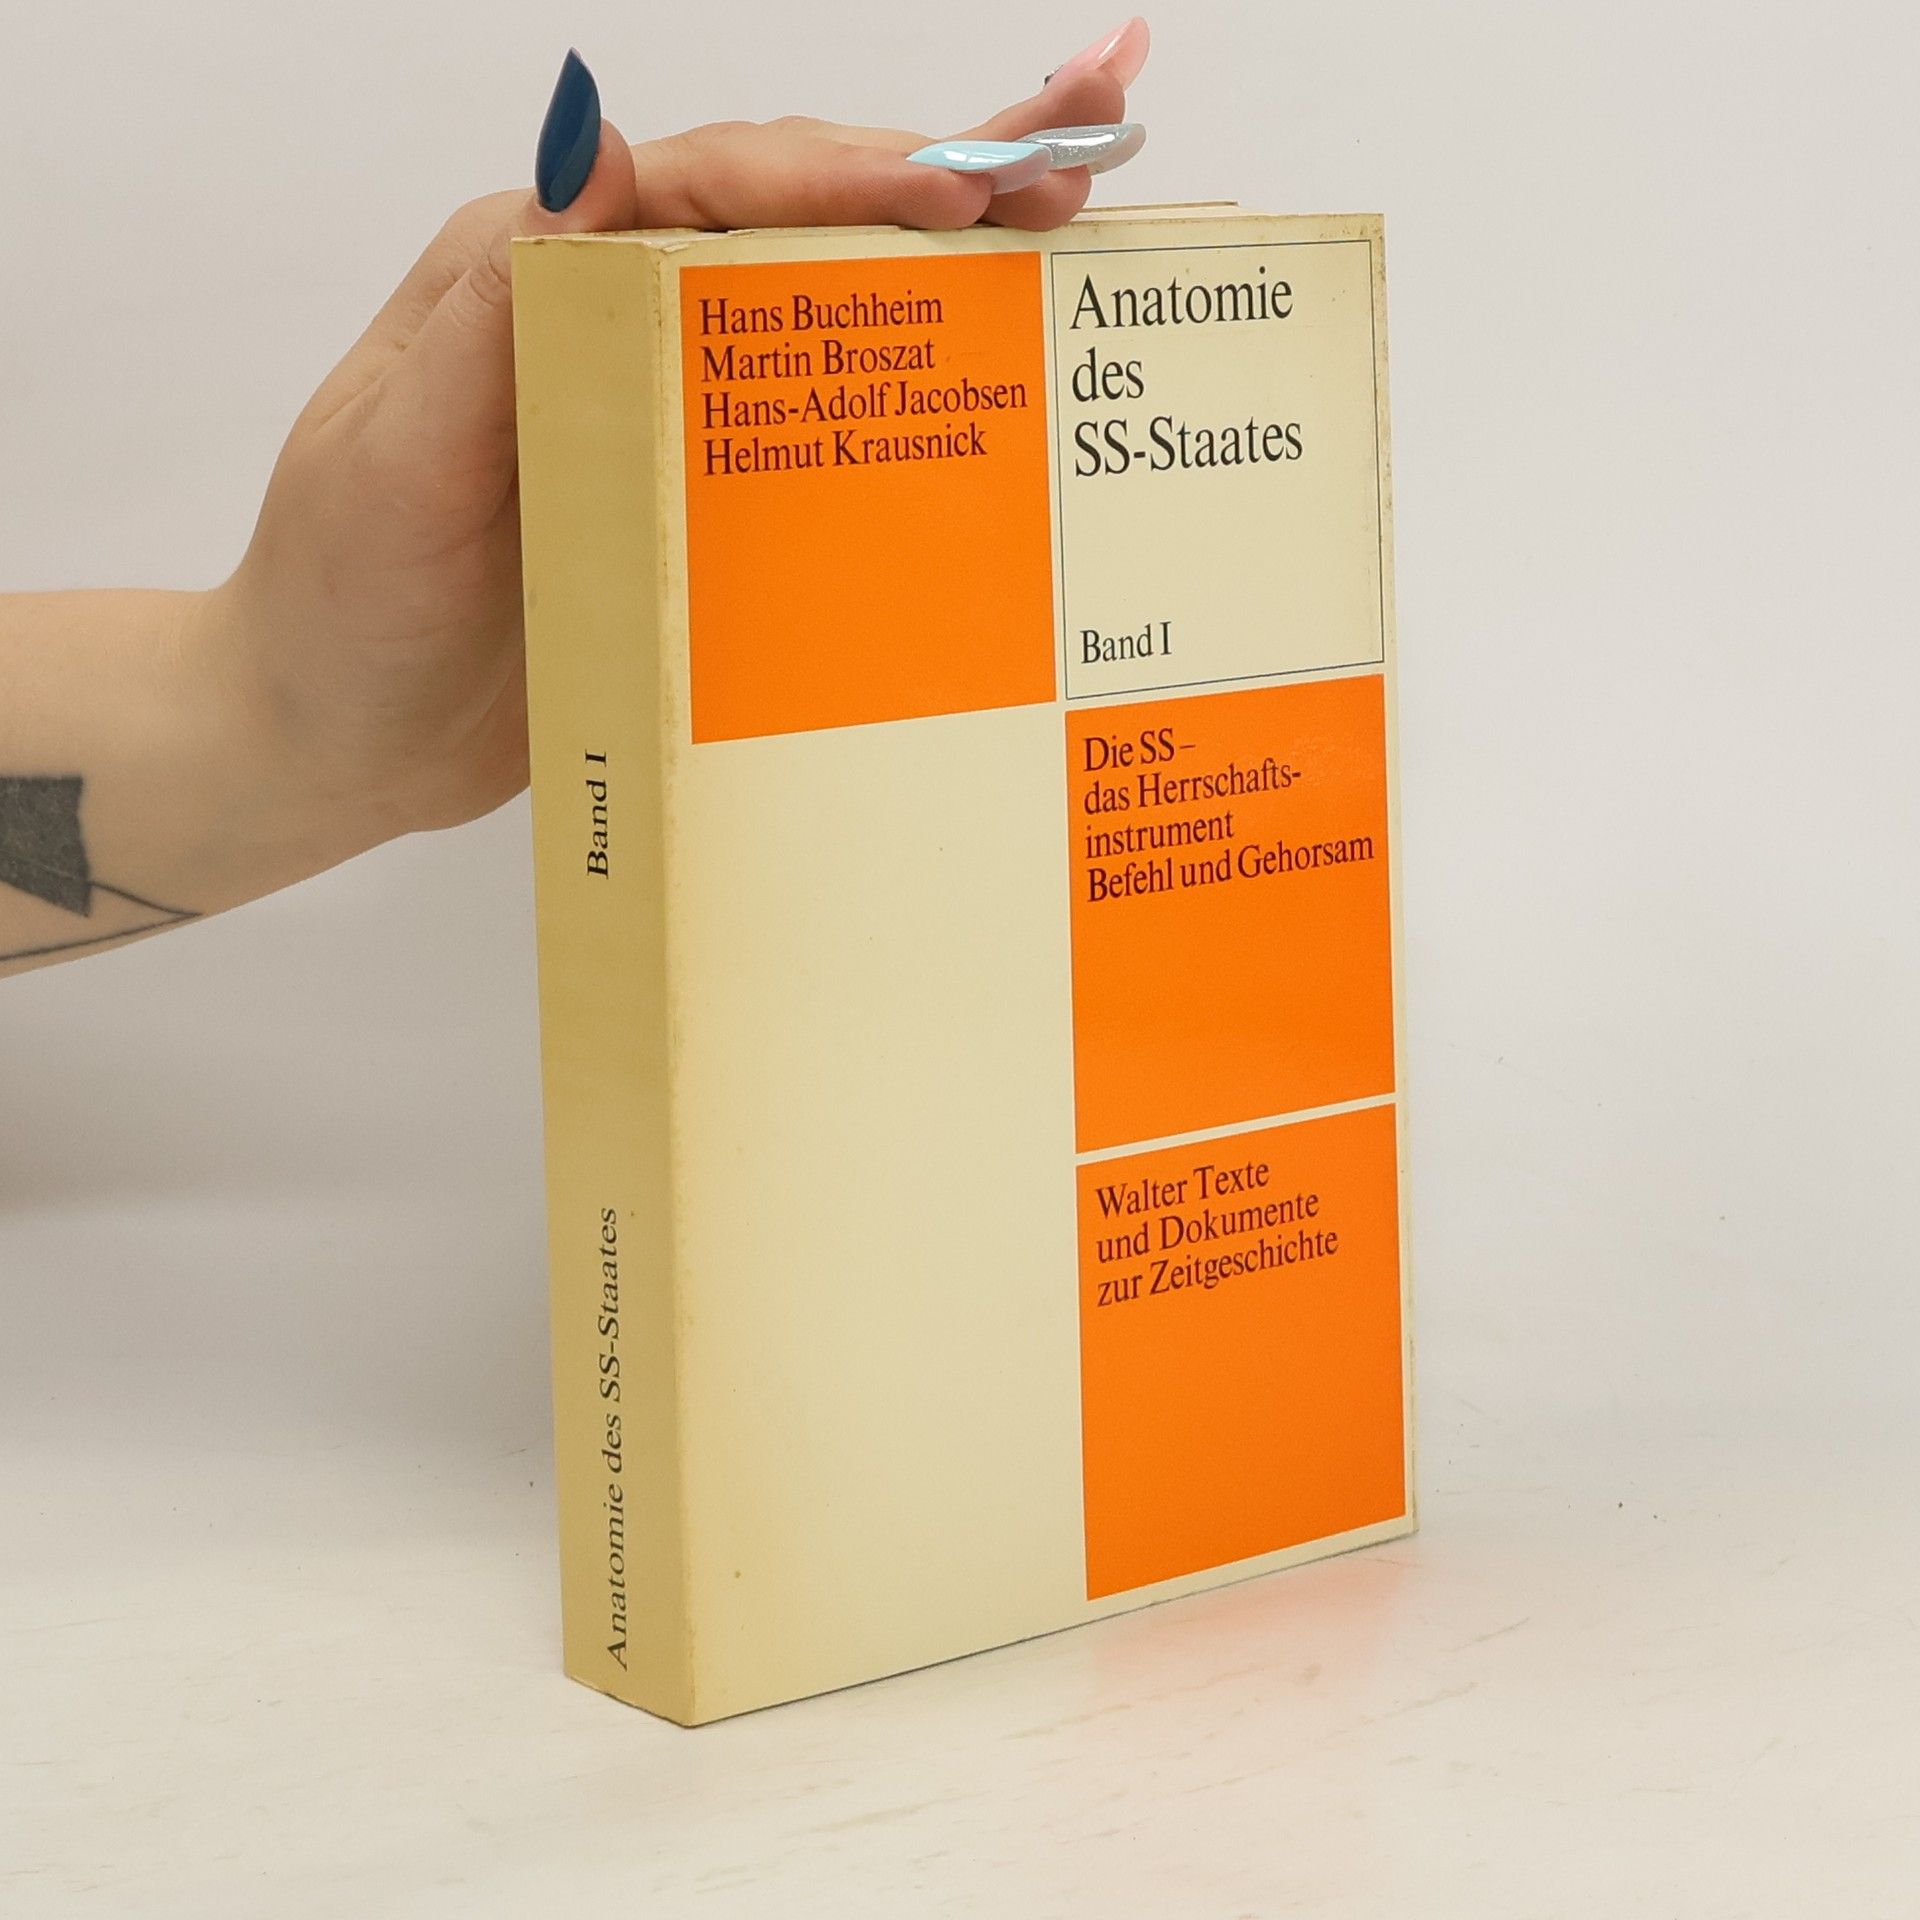 Hans Buchheim
Martin Broszat
Hans-Adolf Jacobsen
Helmut Krausnick
Anatomie
des
SS-Staates
Band I
Die SS –
das Herrschafts-
instrument
Befehl und Gehorsam
Walter Texte
und Dokumente
zur Zeitgeschichte
Anatomie des SS-Staates Band I